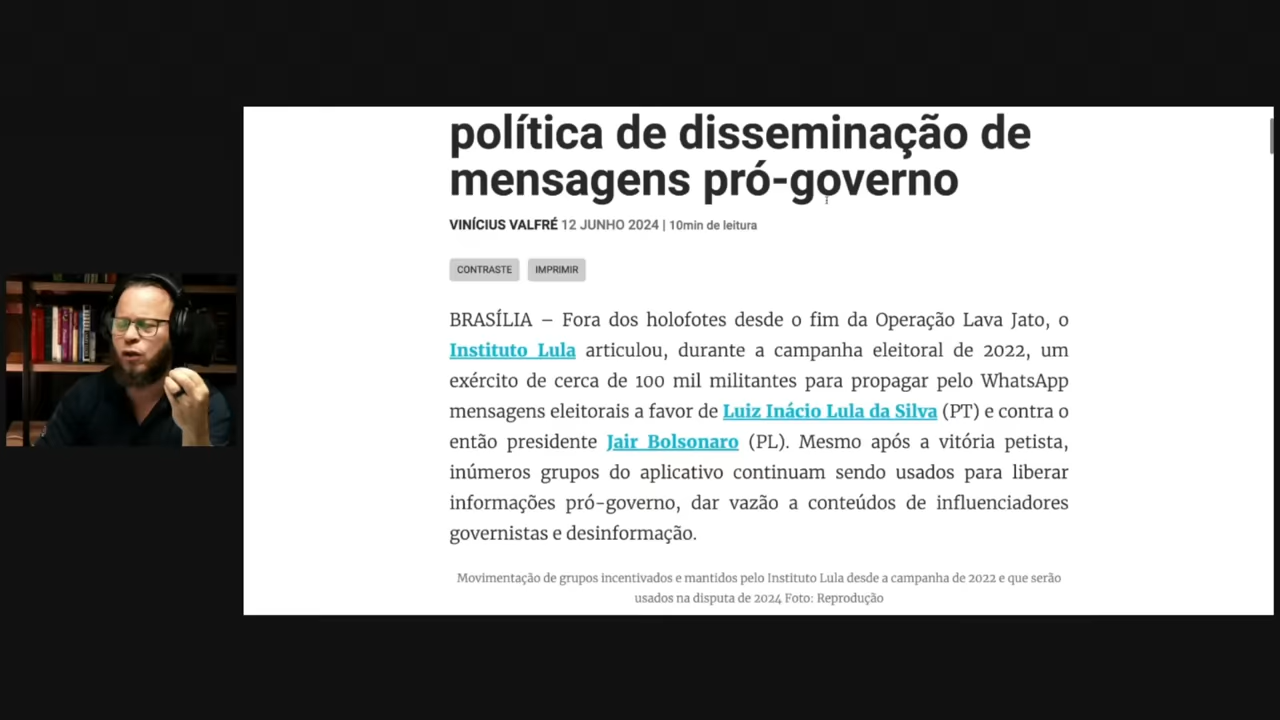 política de disseminação de
mensagens pró-governo
VINÍCIUS VALFRÉ 12 JUNHO 2024 | 10min de leitura
CONTRASTE IMPRIMIR
BRASÍLIA – Fora dos holofotes desde o fim da Operação Lava Jato, o
Instituto Lula articulou, durante a campanha eleitoral de 2022, um
exército de cerca de 100 mil militantes para propagar pelo WhatsApp
mensagens eleitorais a favor de Luiz Inácio Lula da Silva (PT) e contra o
então presidente Jair Bolsonaro (PL). Mesmo após a vitória petista,
inúmeros grupos do aplicativo continuam sendo usados para liberar
informações pró-governo, dar vazão a conteúdos de influenciadores
governistas e desinformação.
Movimentação de grupos incentivados e mantidos pelo Instituto Lula desde a campanha de 2022 e que serão
usados na disputa de 2024 Foto: Reprodução